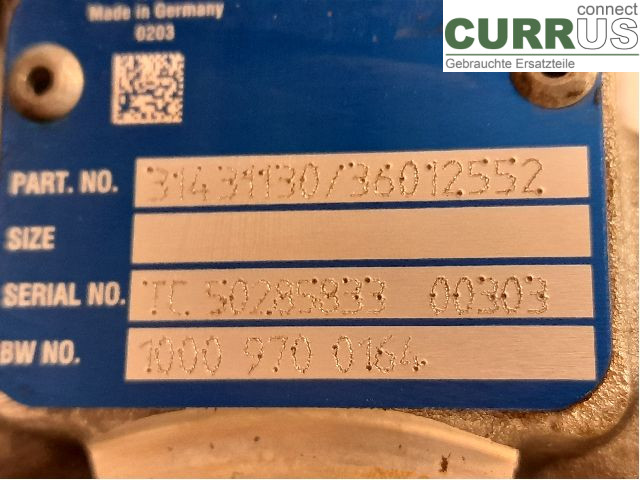 Made in Germany
0203
connect
CURRUS
Gebrauchte Ersatzteile
PART. NO. 31431130/36012552
SIZE
SERIAL NO. TC 50285833 00303
BW NO. 1000 970 0164